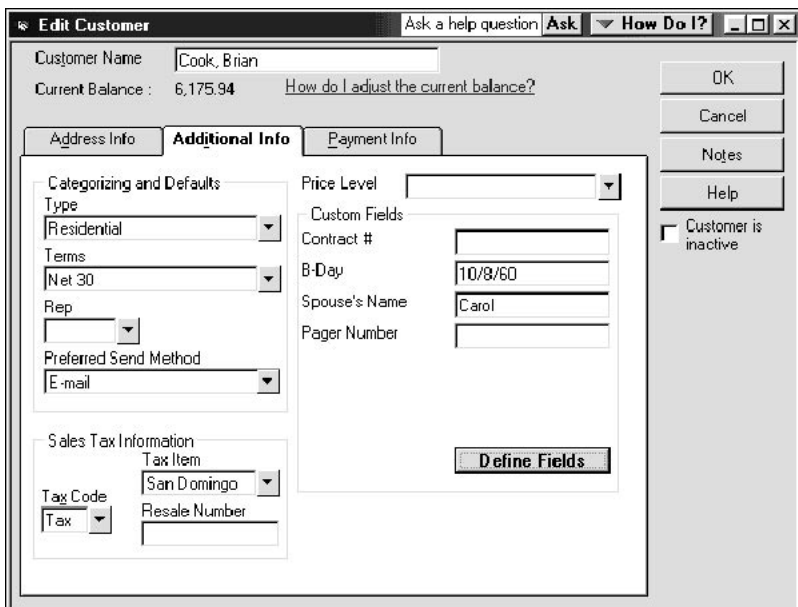 Edit Customer
Ask a help question Ask How Do I?
Customer Name Cook, Brian
Current Balance : 6,175.94 How do I adjust the current balance?
OK
Cancel
Notes
Help
Customer is
inactive
Address Info Additional Info Payment Info
Categorizing and Defaults
Type
Residential
Terms
Net 30
Rep
Preferred Send Method
E-mail
Sales Tax Information
Tax Item
San Domingo
Tax Code
Tax
Resale Number
Price Level
Custom Fields
Contract #
B-Day 10/8/60
Spouse's Name Carol
Pager Number
Define Fields